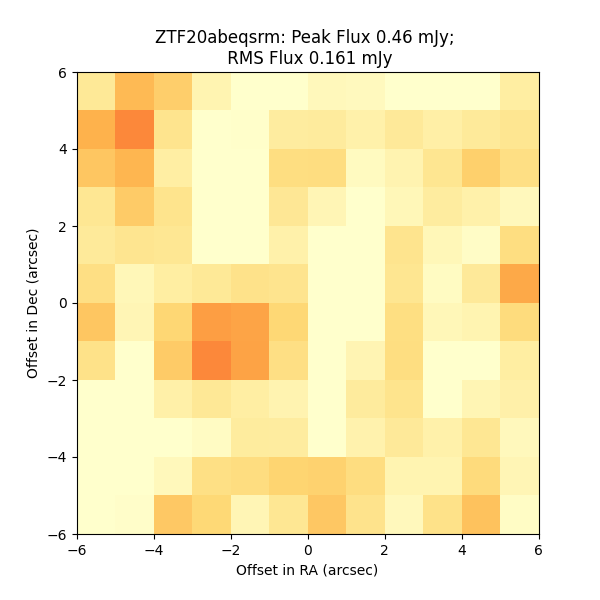 ZTF20abeqsrm: Peak Flux 0.46 mJy;
RMS Flux 0.161 mJy
6
4
2
0
−2
−4
−6
Offset in Dec (arcsec)
−6 −4 −2 0 2 4 6
Offset in RA (arcsec)